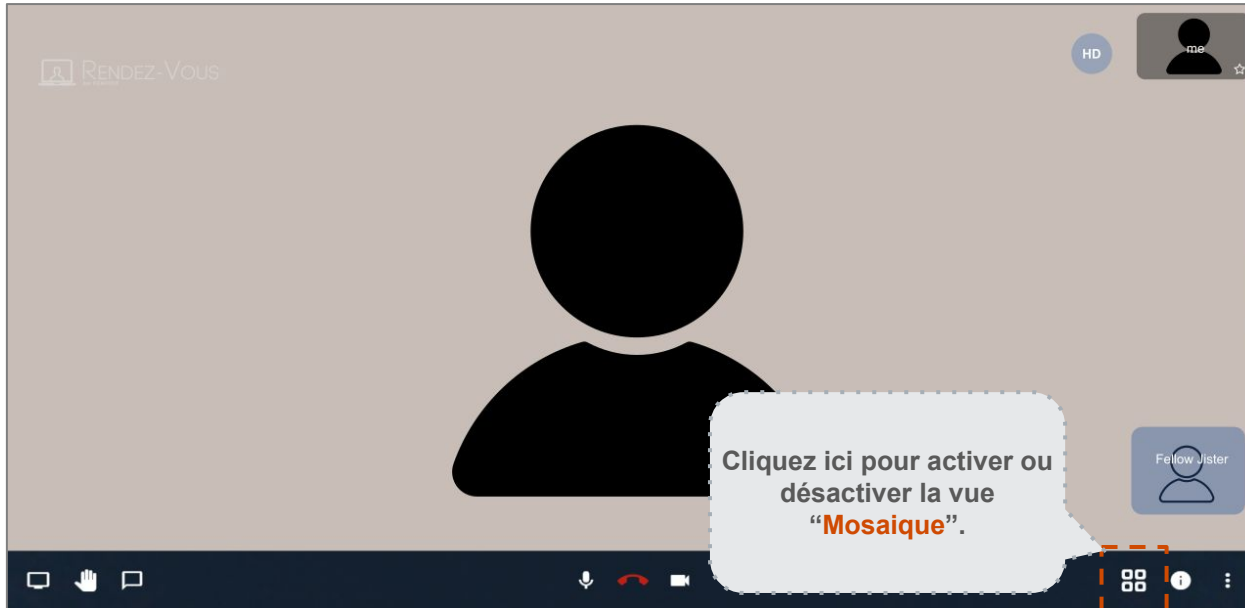 RENDEZ-VOUS
HD
me
Cliquez ici pour activer ou
désactiver la vue
“Mosaique”.
Fellow Jister